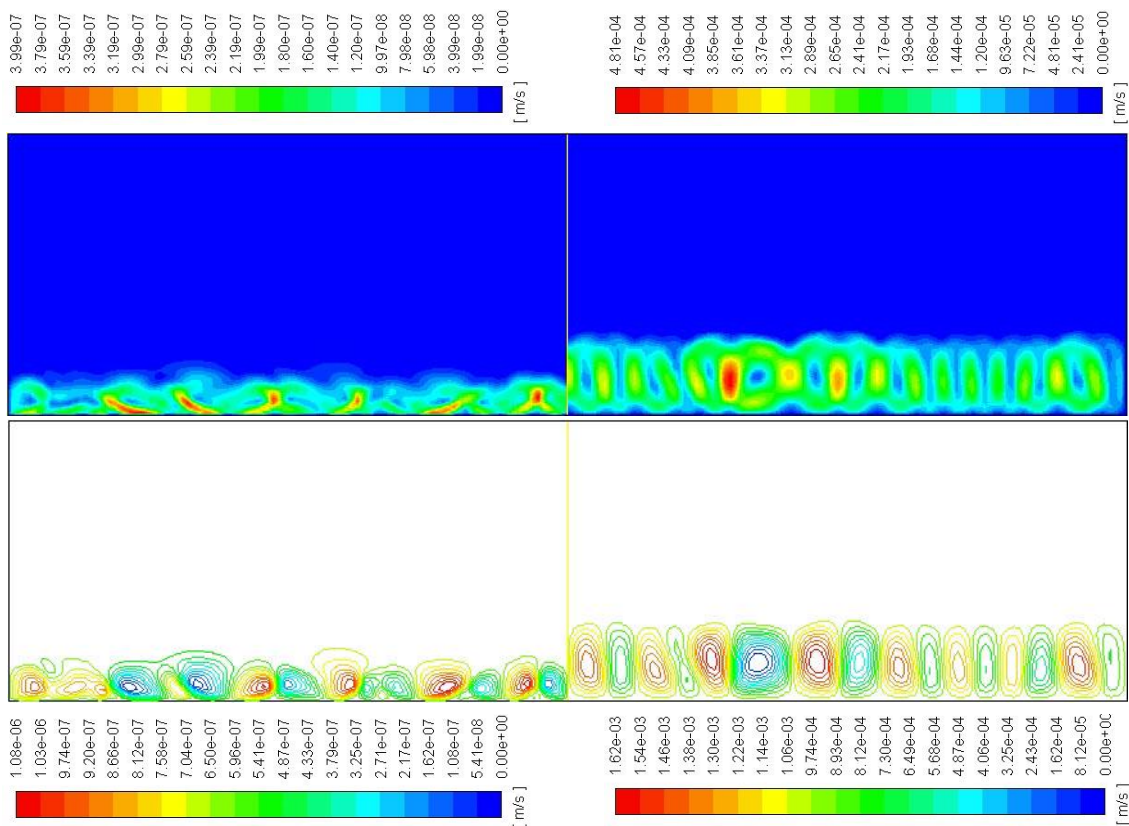 3.99e-07
3.79e-07
3.59e-07
3.39e-07
3.19e-07
2.99e-07
2.79e-07
2.59e-07
2.39e-07
2.19e-07
1.99e-07
1.80e-07
1.60e-07
1.40e-07
1.20e-07
9.97e-08
7.98e-08
5.98e-08
3.99e-08
1.99e-08
0.00e+00
[ m/s ]
4.81e-04
4.57e-04
4.33e-04
4.09e-04
3.85e-04
3.61e-04
3.37e-04
3.13e-04
2.89e-04
2.65e-04
2.41e-04
2.17e-04
1.93e-04
1.68e-04
1.44e-04
1.20e-04
9.63e-05
7.22e-05
4.81e-05
2.41e-05
0.00e+00
[ m/s ]
1.08e-06
1.03e-06
9.74e-07
9.20e-07
8.66e-07
8.12e-07
7.58e-07
7.04e-07
6.50e-07
5.96e-07
5.41e-07
4.87e-07
4.33e-07
3.79e-07
3.25e-07
2.71e-07
2.17e-07
1.62e-07
1.08e-07
5.41e-08
0.00e+00
[ m/s ]
1.62e-03
1.54e-03
1.46e-03
1.38e-03
1.30e-03
1.22e-03
1.14e-03
1.06e-03
9.74e-04
8.93e-04
8.12e-04
7.30e-04
6.49e-04
5.68e-04
4.87e-04
4.06e-04
3.25e-04
2.43e-04
8.12e-05
0.00e+00
[ m/s ]